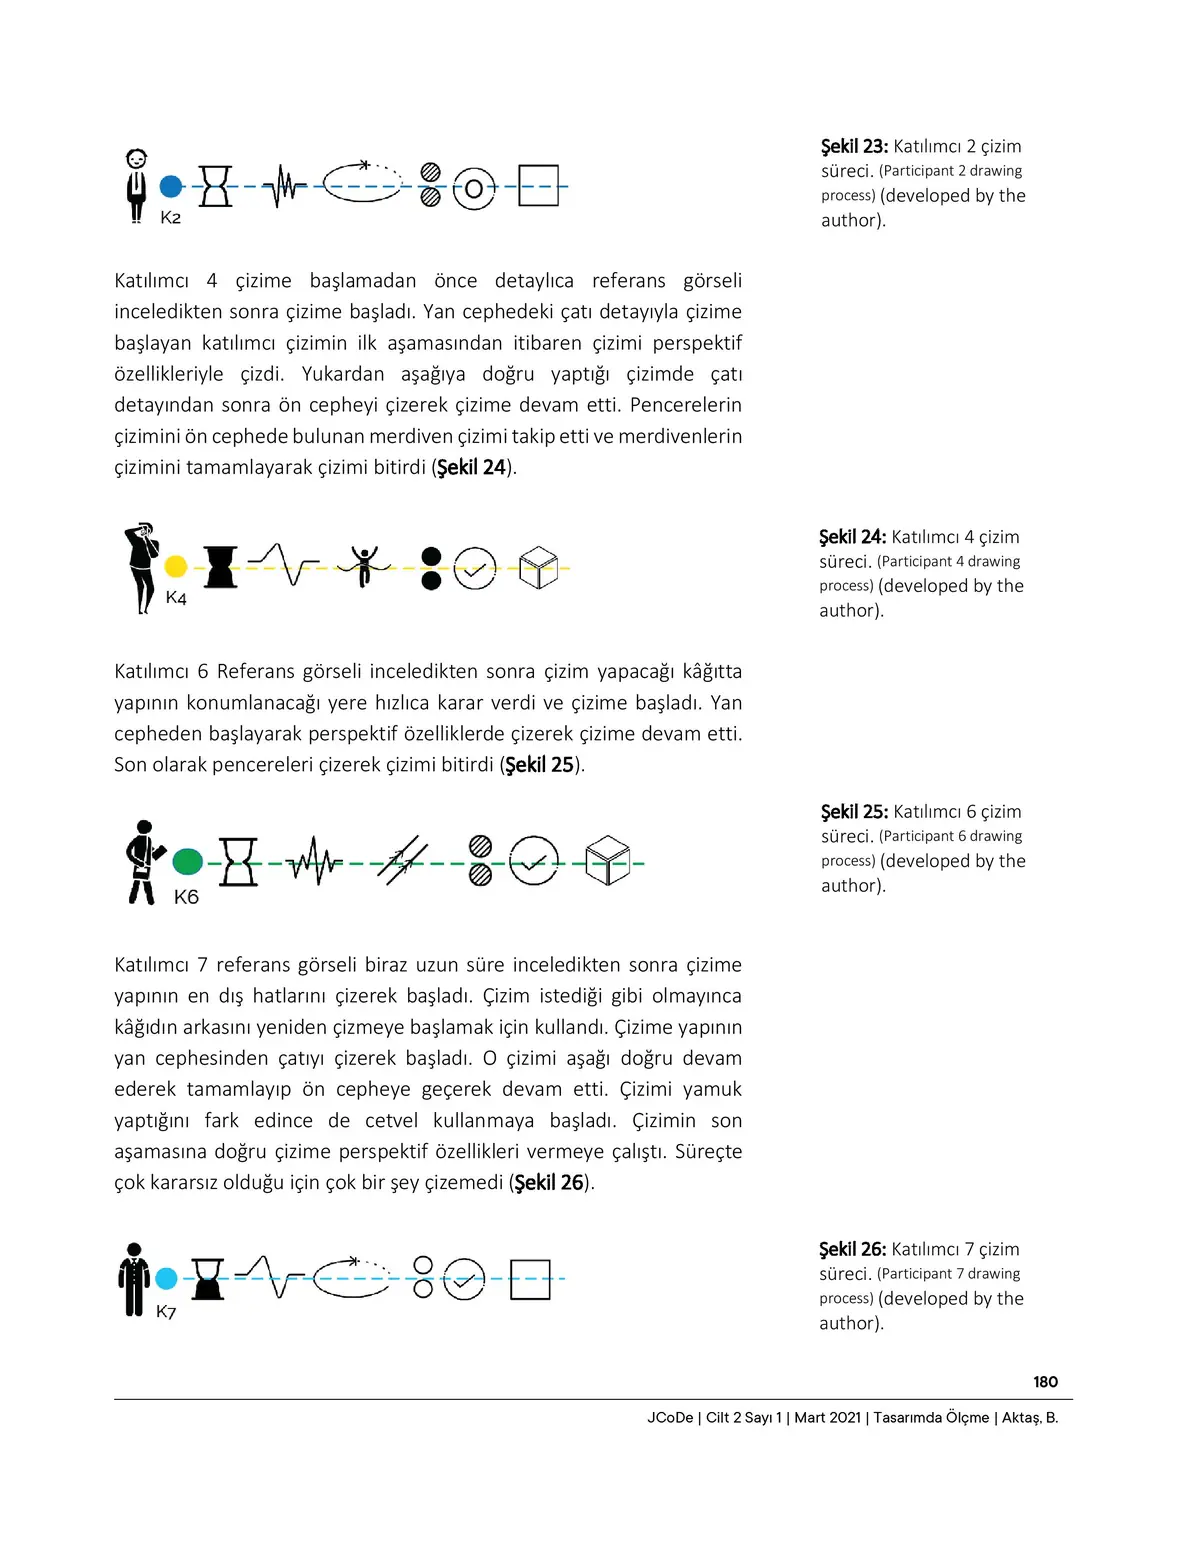 K2
Şekil 23: Katılımcı 2 çizim
süreci. (Participant 2 drawing
process) (developed by the
author).
Katılımcı 4 çizime başlamadan önce detaylıca referans görseli
inceledikten sonra çizime başladı. Yan cephedeki çatı detayıyla çizime
başlayan katılımcı çizimin ilk aşamasından itibaren çizimi perspektif
özellikleriyle çizdi. Yukardan aşağıya doğru yaptığı çizimde çatı
detayından sonra ön cepheyi çizerek çizime devam etti. Pencerelerin
çizimini ön cephede bulunan merdiven çizimi takip etti ve merdivenlerin
çizimini tamamlayarak çizimi bitirdi (Şekil 24).
K4
Şekil 24: Katılımcı 4 çizim
süreci. (Participant 4 drawing
process) (developed by the
author).
Katılımcı 6 Referans görseli inceledikten sonra çizim yapacağı kâğıtta
yapının konumlanacağı yere hızlıca karar verdi ve çizime başladı. Yan
cepheden başlayarak perspektif özelliklerde çizerek çizime devam etti.
Son olarak pencereleri çizerek çizimi bitirdi (Şekil 25).
K6
Şekil 25: Katılımcı 6 çizim
süreci. (Participant 6 drawing
process) (developed by the
author).
Katılımcı 7 referans görseli biraz uzun süre inceledikten sonra çizime
yapının en dış hatlarını çizerek başladı. Çizim istediği gibi olmayınca
kâğıdın arkasını yeniden çizmeye başlamak için kullandı. Çizime yapının
yan cephesinden çatıyı çizerek başladı. O çizimi aşağı doğru devam
ederek tamamlayıp ön cepheye geçerek devam etti. Çizimi yamuk
yaptığını fark edince de cetvel kullanmaya başladı. Çizimin son
aşamasına doğru çizime perspektif özellikleri vermeye çalıştı. Süreçte
çok kararsız olduğu için çok bir şey çizemedi (Şekil 26).
K7
Şekil 26: Katılımcı 7 çizim
süreci. (Participant 7 drawing
process) (developed by the
author).
180
JCoDe | Cilt 2 Sayı 1 | Mart 2021 | Tasarımda Ölçme | Aktaş, B.